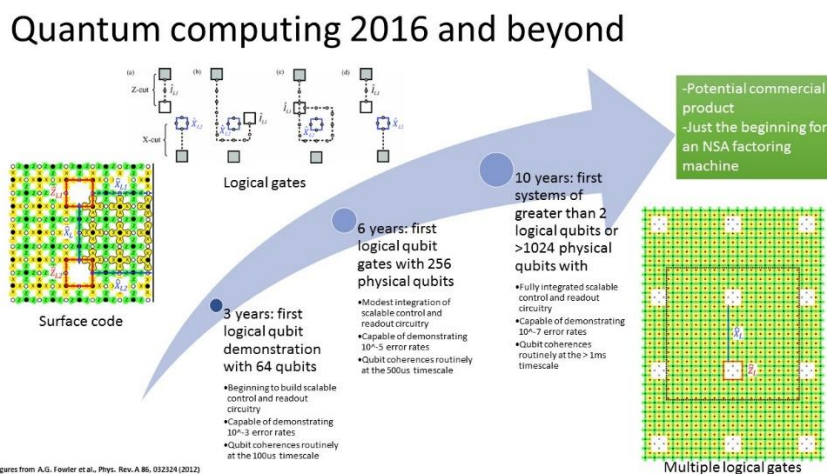 Quantum computing 2016 and beyond
(a) (b) (c) (d)
Z-cut
X-cut
Logical gates
-Potential commercial
product
-Just the beginning for
an NSA factoring
machine
Surface code
3 years: first
logical qubit
demonstration
with 64 qubits
•Beginning to build scalable
control and readout
circuitry
•Capable of demonstrating
10^-3 error rates
•Qubit coherences routinely
at the 100us timescale
6 years: first
logical qubit
gates with 256
physical qubits
•Modest integration of
scalable control and
readout circuitry
•Capable of demonstrating
10^-5 error rates
•Qubit coherences routinely
at the 500us timescale
10 years: first
systems of
greater than 2
logical qubits or
>1024 physical
qubits with
•Fully integrated scalable
control and readout
circuitry
•Capable of demonstrating
10^-7 error rates
•Qubit coherences
routinely at the > 1ms
timescale
Multiple logical gates
gures from A.G. Fowler et al., Phys. Rev. A 86, 032324 (2012)